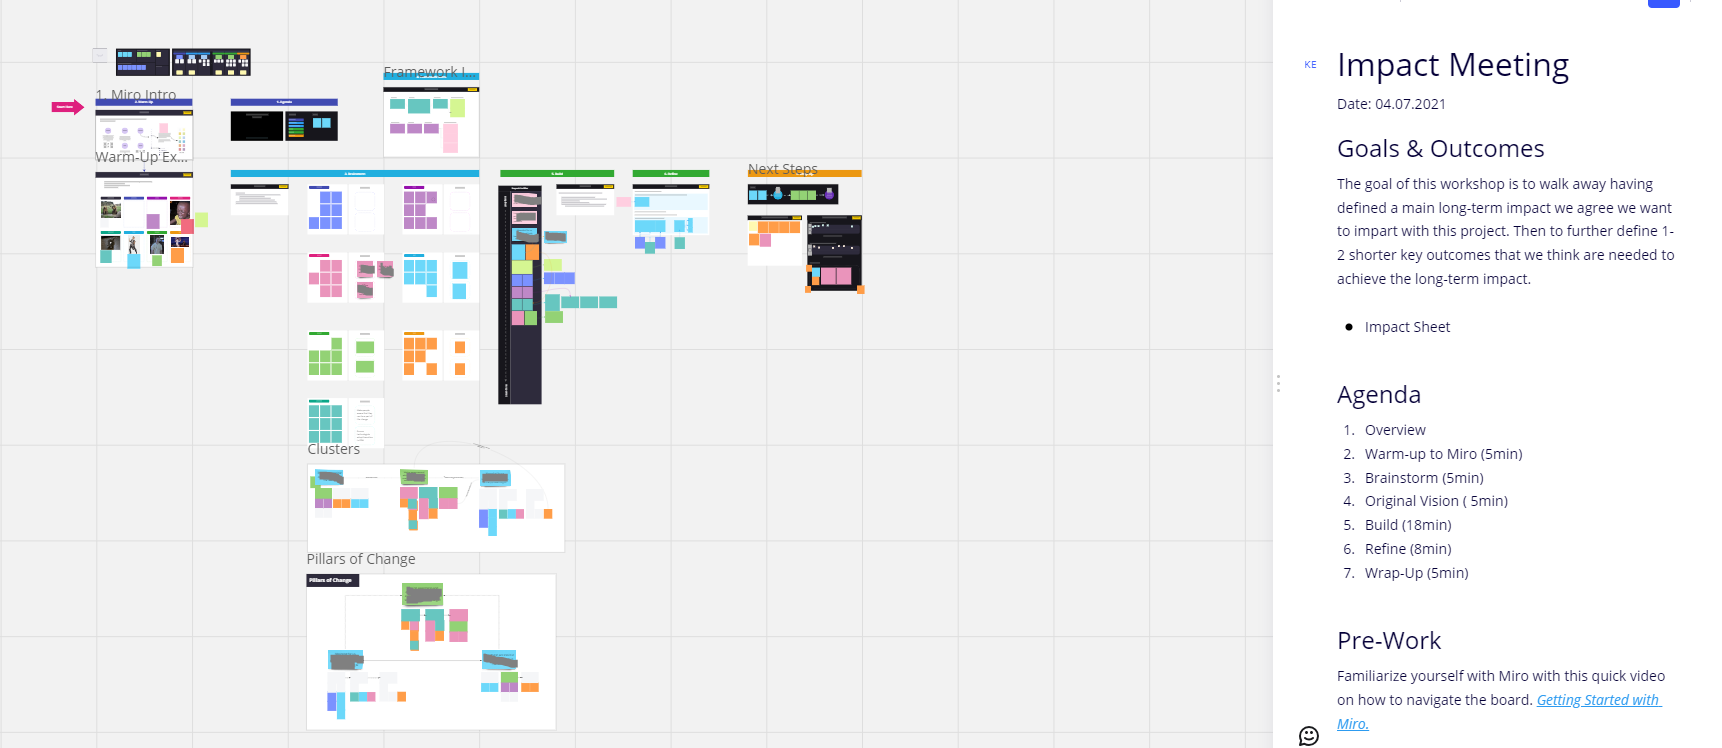 Framework I...
1. Miro Intro
Warm-Up Ex...
Next Steps
Clusters
Pillars of Change
Pillars of Change
KE
Impact Meeting
Date: 04.07.2021
Goals & Outcomes
The goal of this workshop is to walk away having
defined a main long-term impact we agree we want
to impart with this project. Then to further define 1-
2 shorter key outcomes that we think are needed to
achieve the long-term impact.
Impact Sheet
Agenda
1. Overview
2. Warm-up to Miro (5min)
3. Brainstorm (5min)
4. Original Vision ( 5min)
5. Build (18min)
6. Refine (8min)
7. Wrap-Up (5min)
Pre-Work
Familiarize yourself with Miro with this quick video
on how to navigate the board. Getting Started with
Miro.